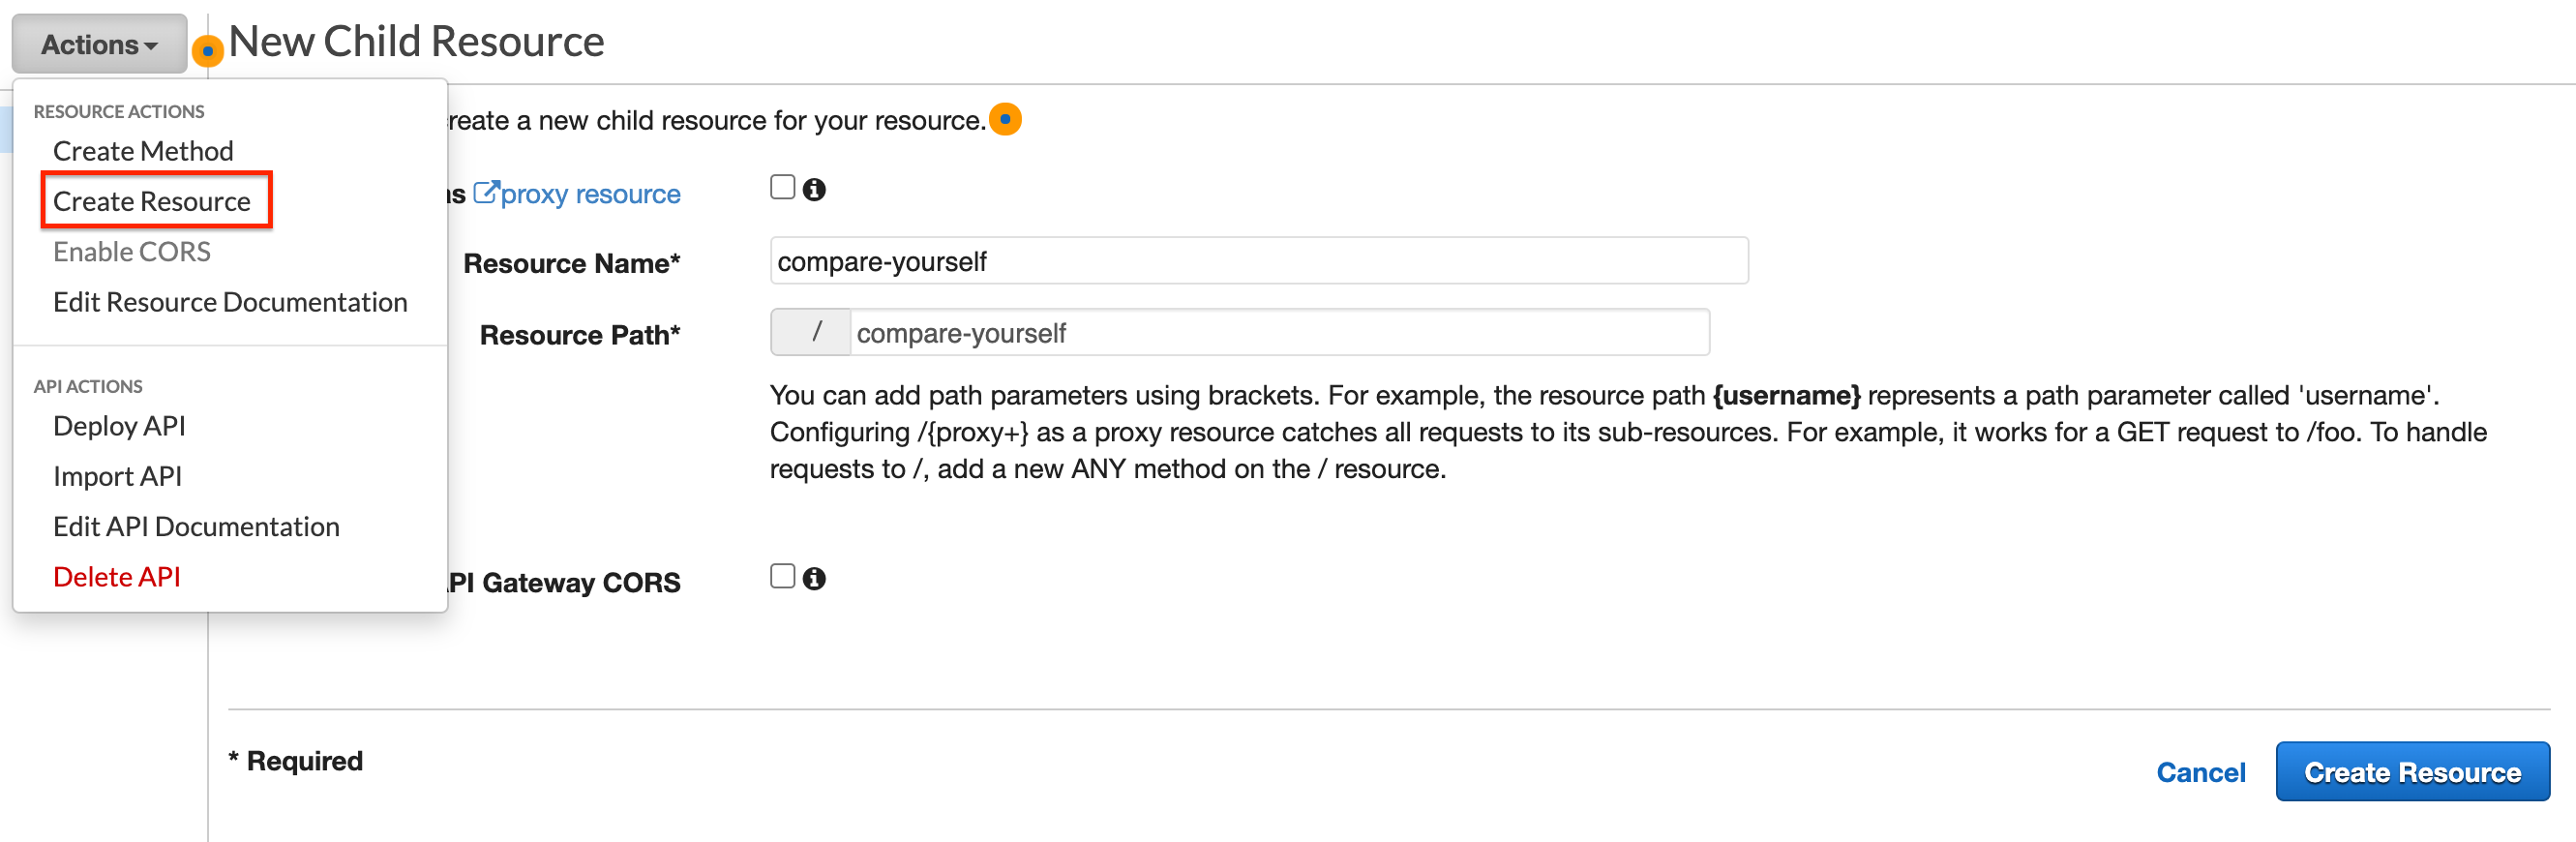 Actions
New Child Resource
RESOURCE ACTIONS
Create Method
Create Resource
Enable CORS
Edit Resource Documentation
API ACTIONS
Deploy API
Import API
Edit API Documentation
Delete API
a new child resource for your resource.
proxy resource
Resource Name*
compare-yourself
Resource Path*
/ compare-yourself
You can add path parameters using brackets. For example, the resource path {username} represents a path parameter called 'username'.
Configuring /{proxy+} as a proxy resource catches all requests to its sub-resources. For example, it works for a GET request to /foo. To handle
requests to /, add a new ANY method on the / resource.
Gateway CORS
* Required
Cancel
Create Resource